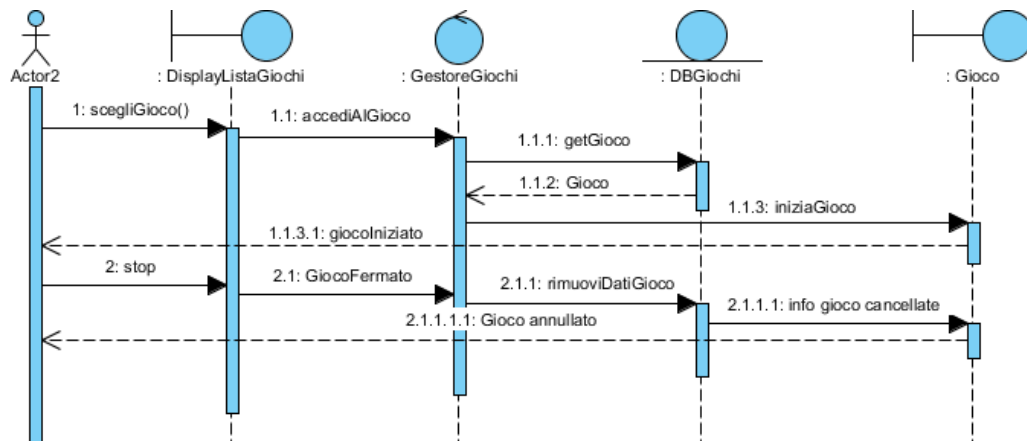 Actor2
: DisplayListaGiochi
: GestoreGiochi
: DBGiochi
: Gioco
1: scegliGioco()
1.1: accediAlGioco
1.1.1: getGioco
1.1.2: Gioco
1.1.3: iniziaGioco
1.1.3.1: giocoIniziato
2: stop
2.1: GiocoFermato
2.1.1: rimuoviDatiGioco
2.1.1.1: info gioco cancellate
2.1.1.1.1: Gioco annullato